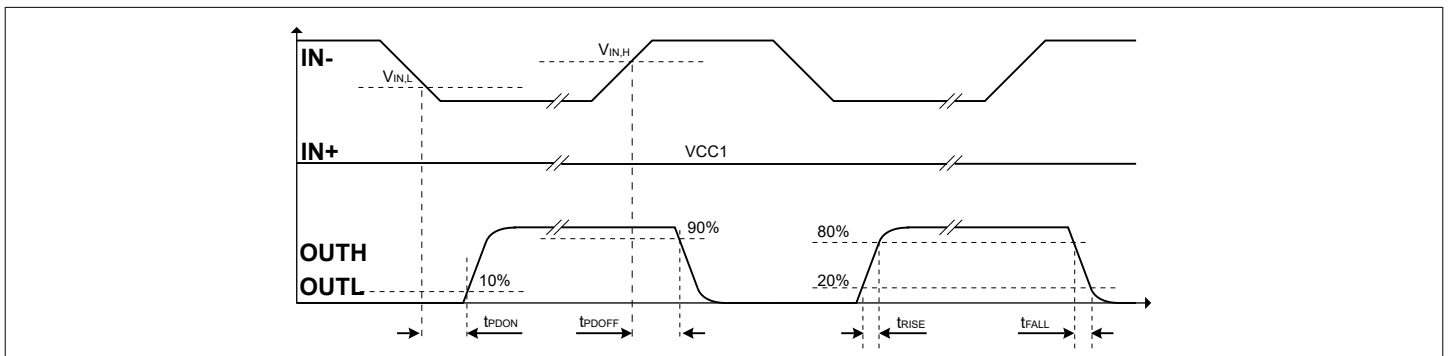 IN-
VIN,L
VIN,H
IN+
VCC1
OUTH
OUTL
10%
90%
80%
20%
tPDON
tPDOFF
tRISE
tFALL